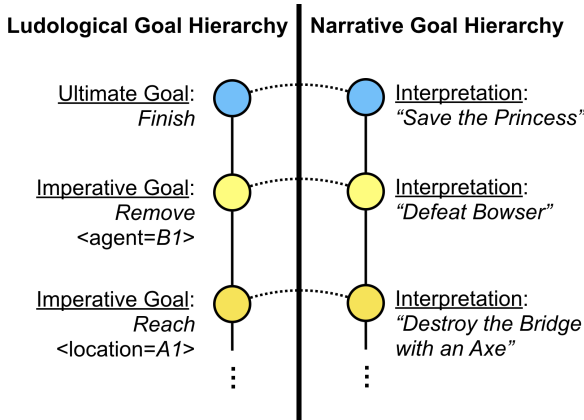 Ludological Goal Hierarchy
Narrative Goal Hierarchy
Ultimate Goal:
Finish
Interpretation:
“Save the Princess”
Imperative Goal:
Remove
<agent=B1>
Interpretation:
“Defeat Bowser”
Imperative Goal:
Reach
<location=A1>
Interpretation:
“Destroy the Bridge
with an Axe”